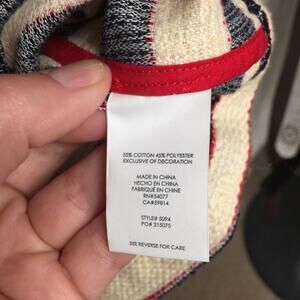 55% COTTON 45% POLYESTER
EXCLUSIVE OF DECORATION
MADE IN CHINA
HECHO EN CHINA
FABRIQUÉ EN CHINE
RN#54077
CA#59814
STYLE# 5094
PO# 215075
SEE REVERSE FOR CARE